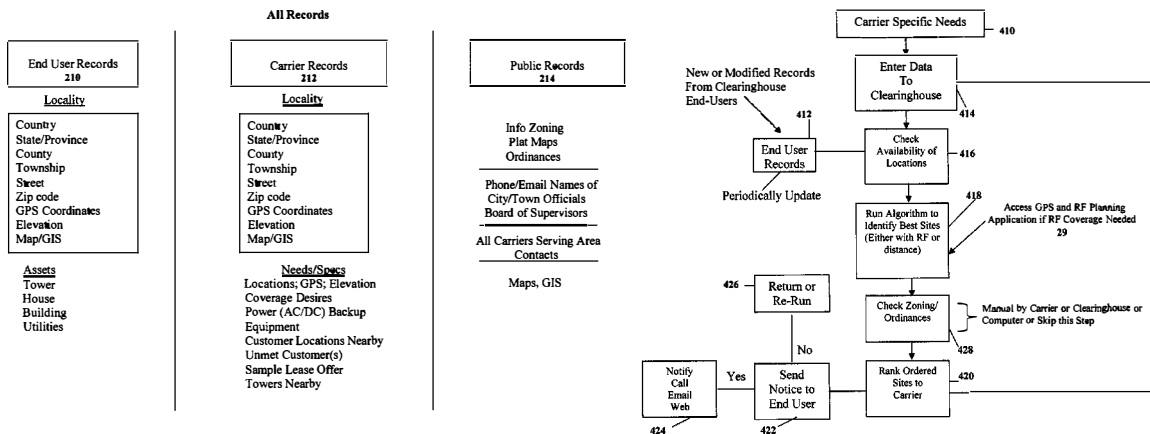 All Records
End User Records
210
Locality
Country
State/Province
County
Township
Street
Zip code
GPS Coordinates
Elevation
Map/GIS
Assets
Tower
House
Building
Utilities
Carrier Records
212
Locality
Country
State/Province
County
Township
Street
Zip code
GPS Coordinates
Elevation
Map/GIS
Needs/Specs
Locations; GPS; Elevation
Coverage Desires
Power (AC/DC) Backup
Equipment
Customer Locations Nearby
Unmet Customer(s)
Sample Lease Offer
Towers Nearby
Public Records
214
Info Zoning
Plat Maps
Ordinances
Phone/Email Names of
City/Town Officials
Board of Supervisors
All Carriers Serving Area
Contacts
Maps, GIS
Carrier Specific Needs
410
Enter Data
To
Clearinghouse
414
New or Modified Records
From Clearinghouse
End-Users
412
End User
Records
Periodically Update
Check
Availability of
Locations
416
Run Algorithm to
Identify Best Sites
(Either with RF or
distance)
418
Access GPS and RF Planning
Application if RF Coverage Needed
29
Check Zoning/
Ordinances
428
Manual by Carrier or Clearinghouse or
Computer or Skip this Step
Rank Ordered
Sites to
Carrier
420
Send
Notice to
End User
422
No
Return or
Re-Run
426
Yes
Notify
Call
Email
Web
424